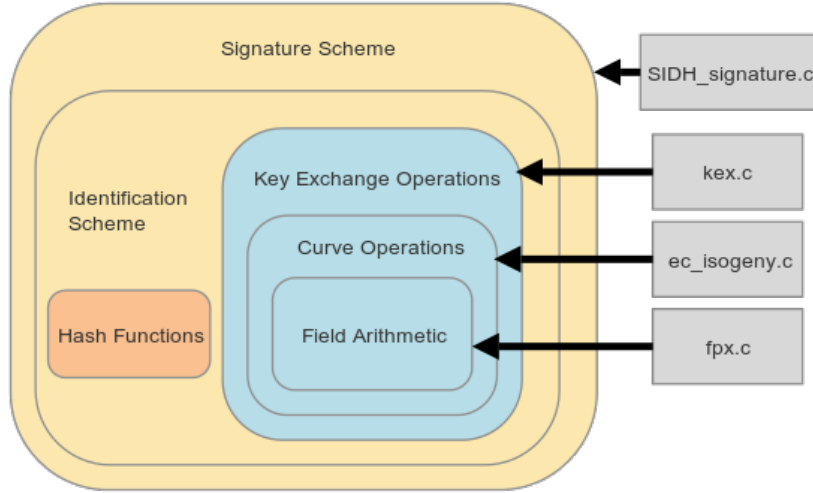 Signature Scheme
SIDH_signature.c
Key Exchange Operations
kex.c
Identification
Scheme
Curve Operations
ec_isogeny.c
Hash Functions
Field Arithmetic
fpx.c